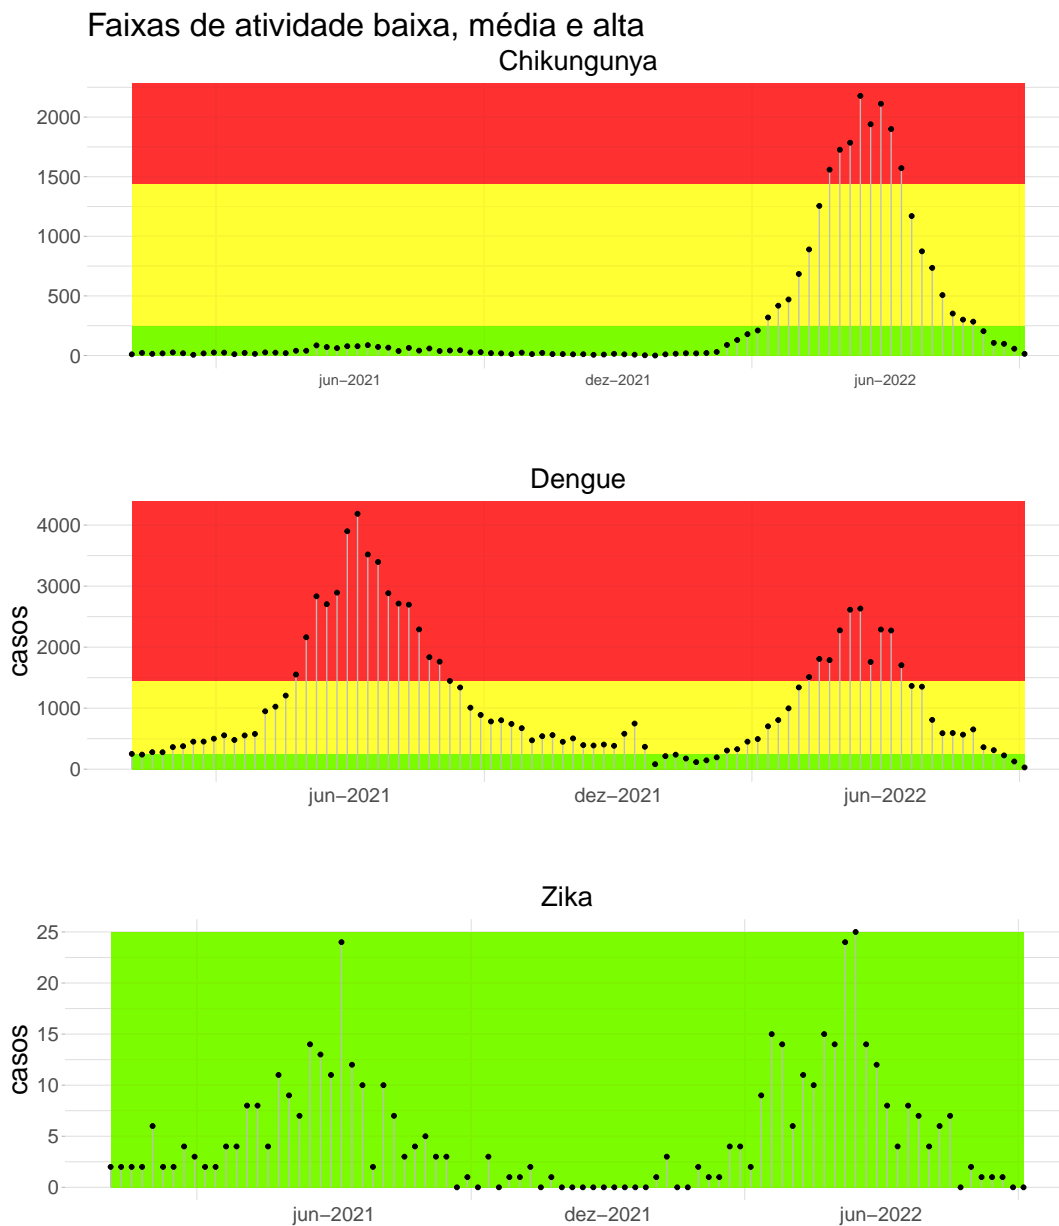 Faixas de atividade baixa, média e alta
Chikungunya
2000
1500
1000
500
0
jun−2021 dez−2021 jun−2022
Dengue
casos
4000
3000
2000
1000
0
jun−2021 dez−2021 jun−2022
Zika
casos
25
20
15
10
5
0
jun−2021 dez−2021 jun−2022